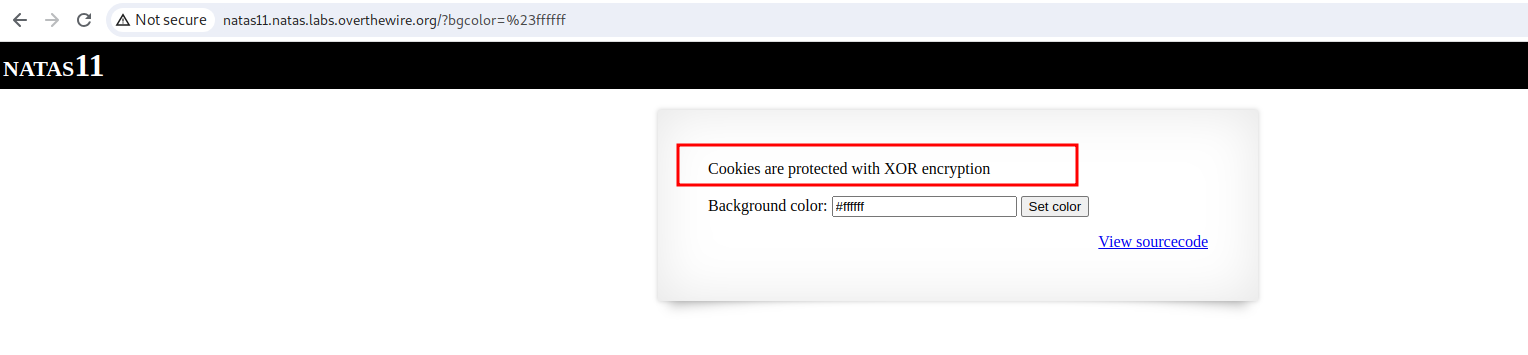 Not secure natas11.natas.labs.overthewire.org/?bgcolor=%23ffffff
NATAS11
Cookies are protected with XOR encryption
Background color: #ffffff Set color
View sourcecode